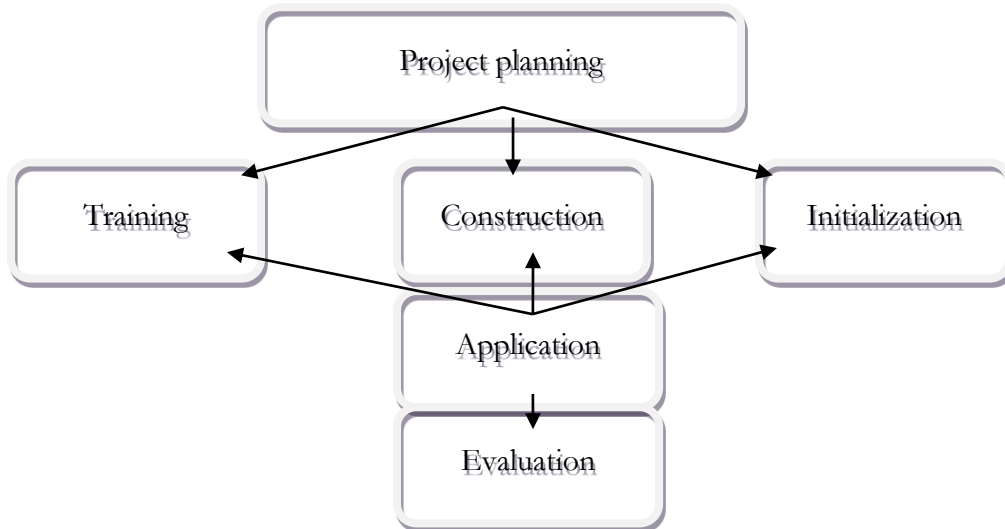 Project planning
Training
Construction
Initialization
Application
Evaluation